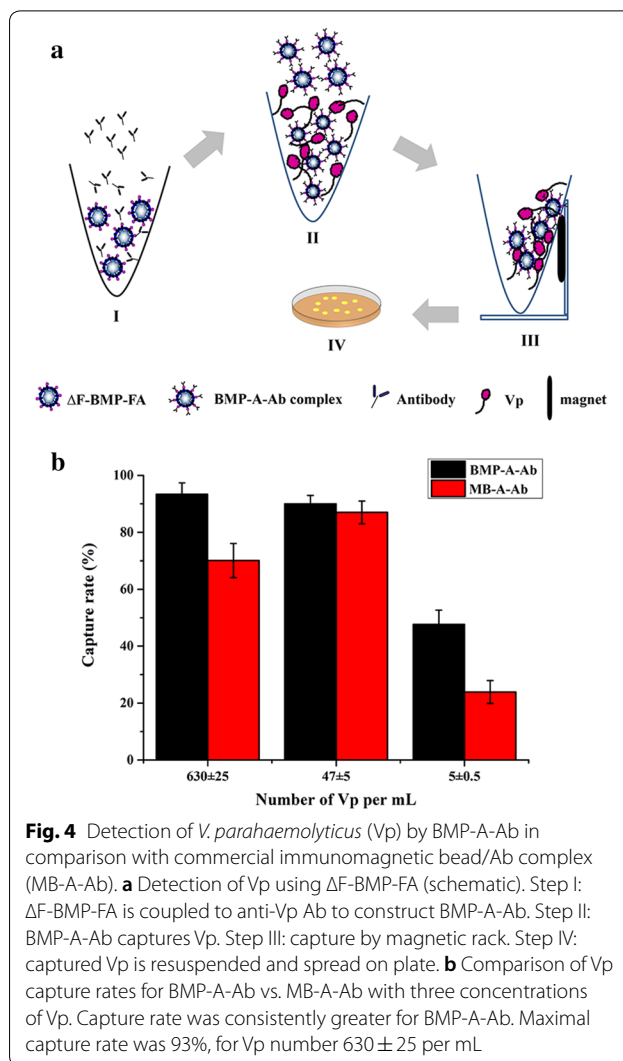 a
I
II
III
IV
ΔF-BMP-FA
BMP-A-Ab complex
Antibody
Vp
magnet
b
BMP-A-Ab
MB-A-Ab
Capture rate (%)
100
80
60
40
20
0
630±25
47±5
5±0.5
Number of Vp per mL
Fig. 4 Detection of V. parahaemolyticus (Vp) by BMP-A-Ab in
comparison with commercial immunomagnetic bead/Ab complex
(MB-A-Ab). a Detection of Vp using ΔF-BMP-FA (schematic). Step I:
ΔF-BMP-FA is coupled to anti-Vp Ab to construct BMP-A-Ab. Step II:
BMP-A-Ab captures Vp. Step III: capture by magnetic rack. Step IV:
captured Vp is resuspended and spread on plate. b Comparison of Vp
capture rates for BMP-A-Ab vs. MB-A-Ab with three concentrations
of Vp. Capture rate was consistently greater for BMP-A-Ab. Maximal
capture rate was 93%, for Vp number 630 ± 25 per mL